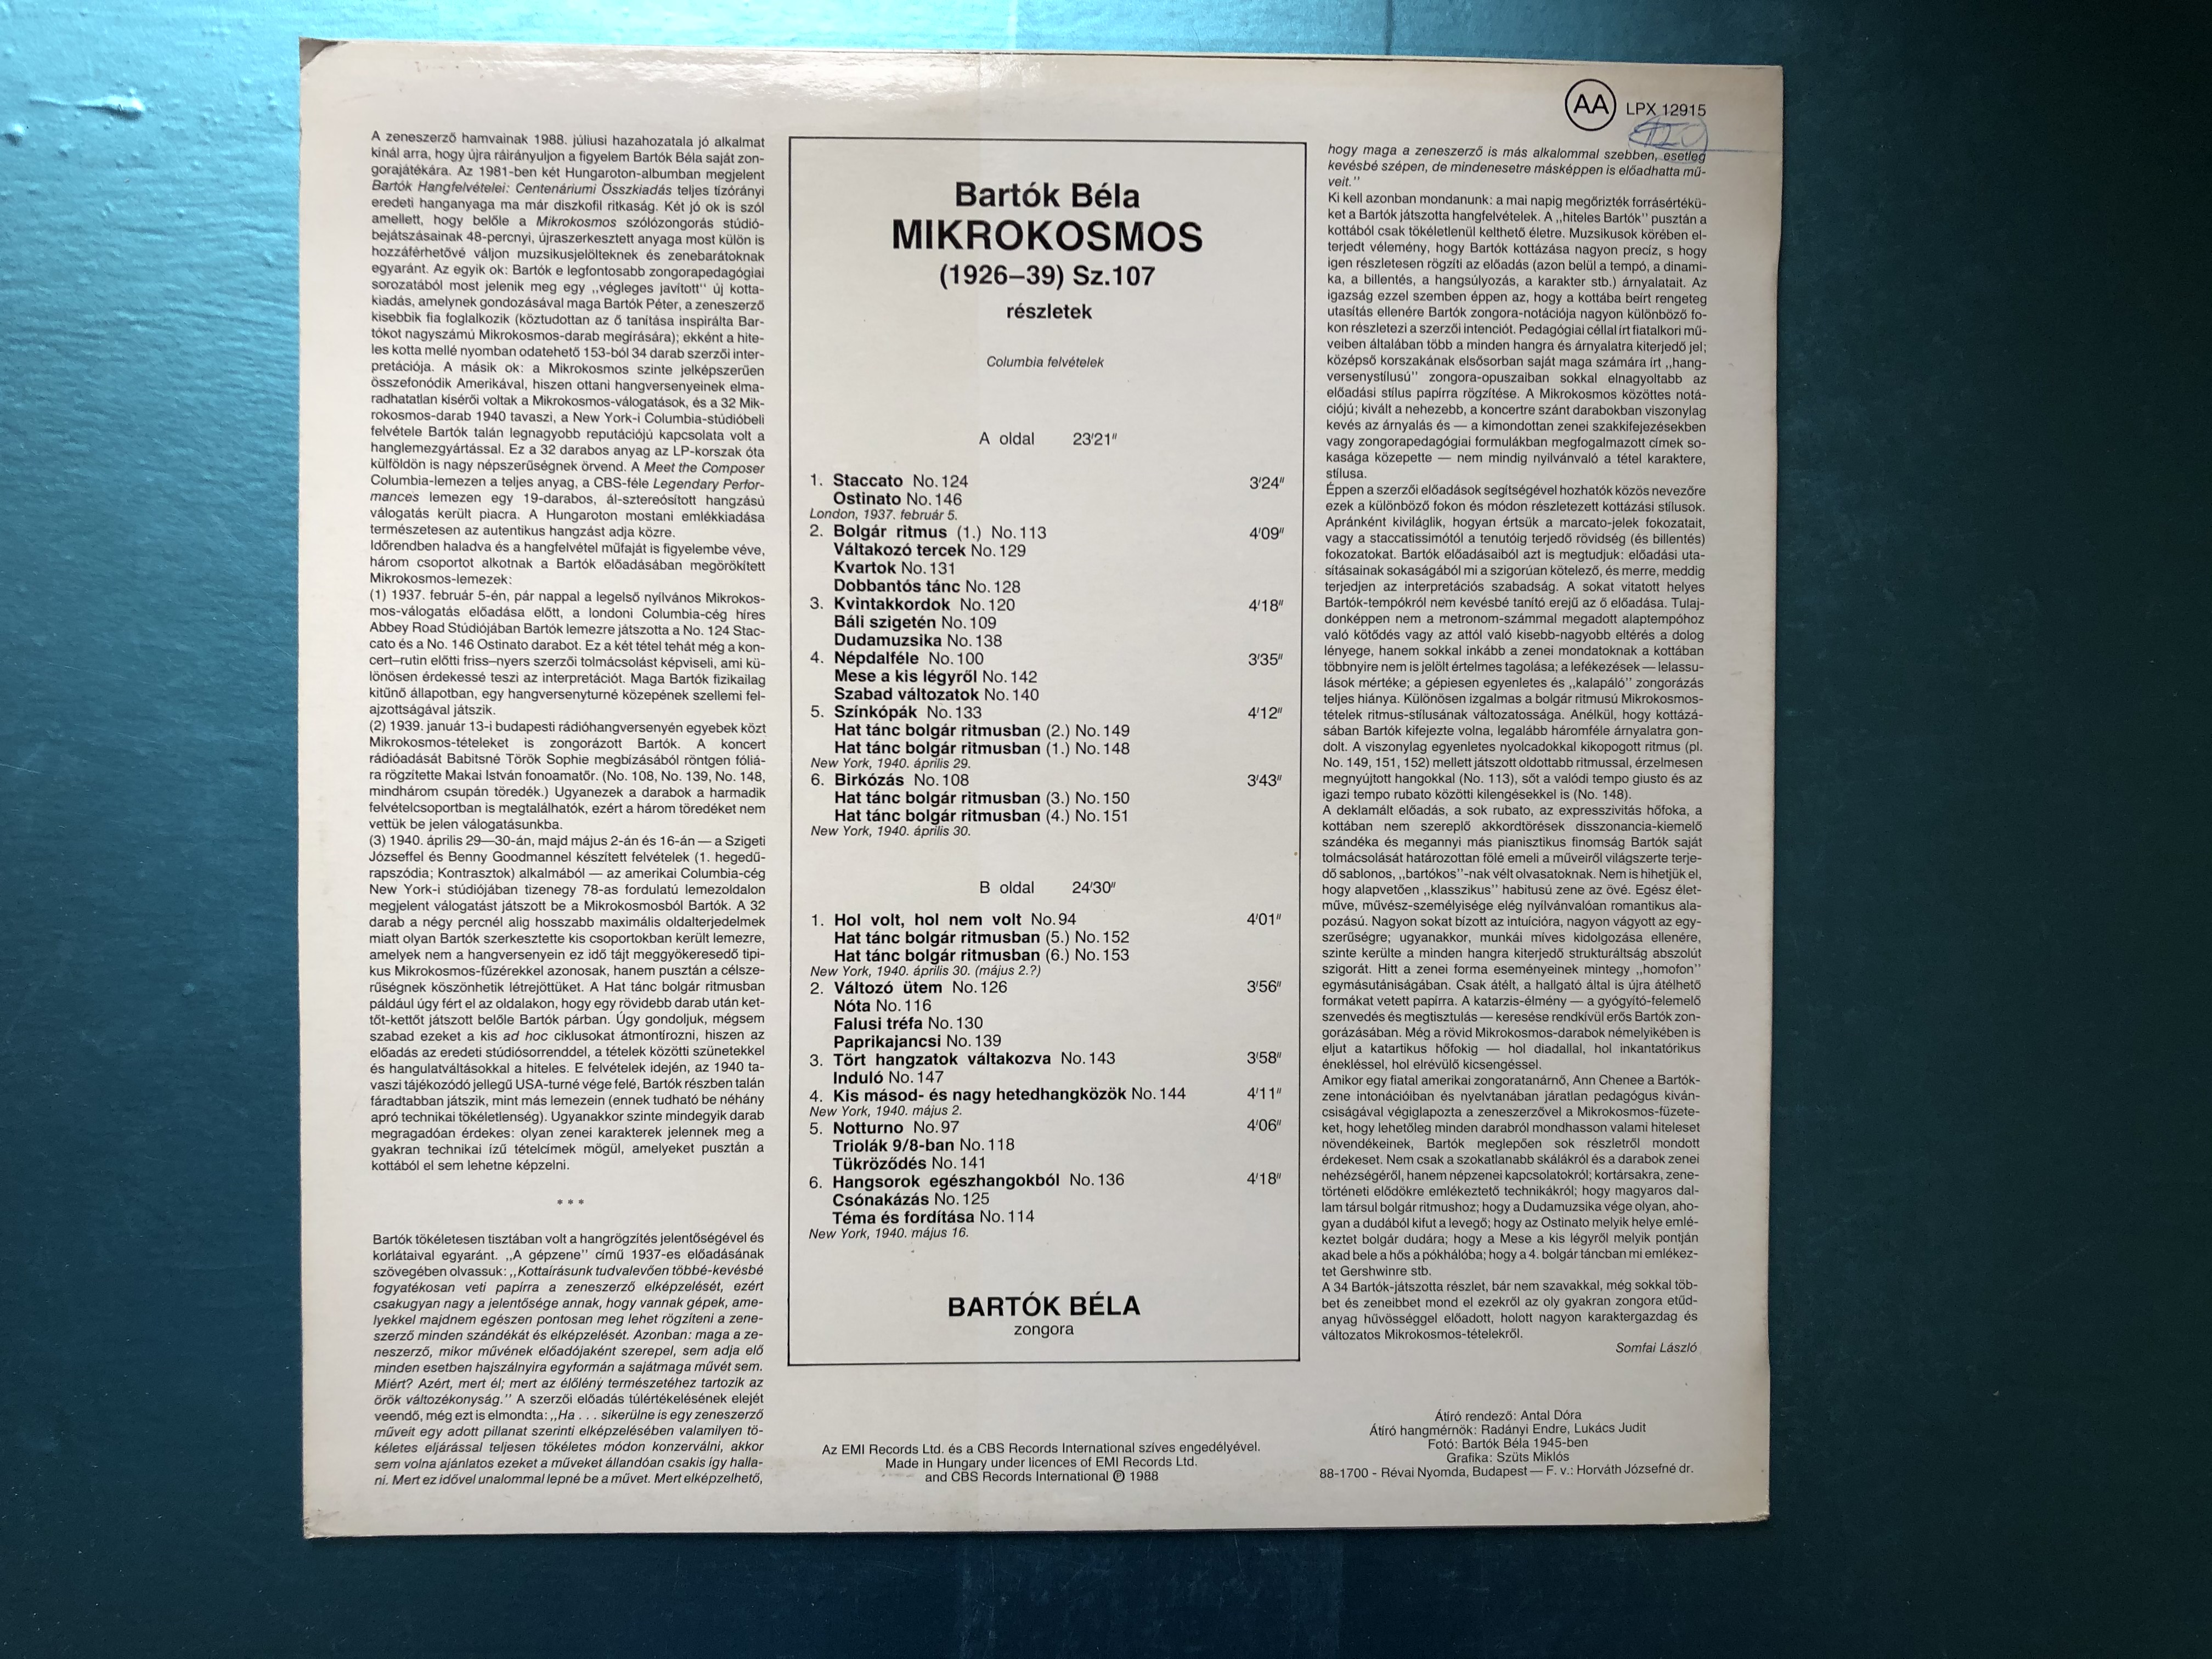 AA LPX 12915
A zeneszerző hamvainak 1988. júliusi hazahozatala jó alkalmat
kínál arra, hogy újra ráirányuljon a figyelem Bartók Béla saját zon-
gorajátékára. Az 1981-ben két Hungaroton-albumban megjelent
Bartók Hangfelvételei: Centenáriumi Összkiadás teljes tízórányi
eredeti hanganyaga ma már diszkofil ritkaság. Két jó ok is szól
amellett, hogy belőle a Mikrokosmos szólózongorás stúdió-
bejátszásainak 48-percnyi, újraszerkesztett anyaga most külön is
hozzáférhetővé váljon muzsikusjelölteknek és zenebarátoknak
egyaránt. Az egyik ok: Bartók e legfontosabb zongorapedagógiai
sorozatából most jelenik meg egy „végleges javított" új kotta-
kiadás, amelynek gondozásával maga Bartók Péter, a zeneszerző
kisebbik fia foglalkozik (köztudottan az ő tanítása inspirálta Bar-
tókot nagyszámú Mikrokosmos-darab megírására); ekként a hite-
les kotta mellé nyomban odatehető 153-ból 34 darab szerzői inter-
pretációja. A másik ok: a Mikrokosmos szinte jelképszerűen
összefonódik Amerikával, hiszen ottani hangversenyeinek elma-
radhatatlan kísérői voltak a Mikrokosmos-válogatások, és a 32 Mik-
rokosmos-darab 1940 tavaszi, a New York-i Columbia-stúdióbeli
felvétele Bartók talán legnagyobb reputációjú kapcsolata volt a
hanglemezgyártással. Ez a 32 darabos anyag az LP-korszak óta
külföldön is nagy népszerűségnek örvend. A Meet the Composer
Columbia-lemezen a teljes anyag, a CBS-féle Legendary Perfor-
mances lemezen egy 19-darabos, ál-sztereósított hangzású
válogatás került piacra. A Hungaroton mostani emlékkiadása
természetesen az autentikus hangzást adja közre.
Időrendben haladva és a hangfelvétel műfaját is figyelembe véve,
három csoportot alkotnak a Bartók előadásában megörökített
Mikrokosmos-lemezek:
(1) 1937. február 5-én, pár nappal a legelső nyilvános Mikrokos-
mos-válogatás előadása előtt, a londoni Columbia-cég híres
Abbey Road Stúdiójában Bartók lemezre játszotta a No. 124 Stac-
cato és a No. 146 Ostinato darabot. Ez a két tétel tehát még a kon-
cert–rutin előtti friss–nyers szerzői tolmácsolást képviseli, ami kü-
lönösen érdekessé teszi az interpretációt. Maga Bartók fizikailag
kitűnő állapotban, egy hangversenyturné közepének szellemi fel-
ajzottságával játszik.
(2) 1939. január 13-i budapesti rádióhangversenyén egyebek közt
Mikrokosmos-tételeket is zongorázott Bartók. A koncert
rádióadását Babitsné Török Sophie megbízásából röntgen fóliá-
ra rögzítette Makai István fonoamatőr. (No. 108, No. 139, No. 148,
mindhárom csupán töredék.) Ugyanezek a darabok a harmadik
felvételcsoportban is megtalálhatók, ezért a három töredéket nem
vettük be jelen válogatásunkba.
(3) 1940. április 29—30-án, majd május 2-án és 16-án — a Szigeti
Józseffel és Benny Goodmannel készített felvételek (1. hegedű-
rapszódia; Kontrasztok) alkalmából — az amerikai Columbia-cég
New York-i stúdiójában tizenegy 78-as fordulatú lemezoldalon
megjelent válogatást játszott be a Mikrokosmosból Bartók. A 32
darab a négy percnél alig hosszabb maximális oldalterjedelmek
miatt olyan Bartók szerkesztette kis csoportokban került lemezre,
amelyek nem a hangversenyein ez idő tájt meggyökeresedő tipi-
kus Mikrokosmos-fűzérekkel azonosak, hanem pusztán a célsze-
rűségnek köszönhetik létrejöttüket. A Hat tánc bolgár ritmusban
például úgy fért el az oldalakon, hogy egy rövidebb darab után ket-
tőt-kettőt játszott belőle Bartók párban. Úgy gondoljuk, mégsem
szabad ezeket a kis ad hoc ciklusokat átmontírozni, hiszen az
előadás az eredeti stúdiósorrenddel, a tételek közötti szünetekkel
és hangulatváltásokkal a hiteles. E felvételek idején, az 1940 ta-
vaszi tájékozódó jellegű USA-turné vége felé, Bartók részben talán
fáradtabban játszik, mint más lemezein (ennek tudható be néhány
apró technikai tökéletlenség). Ugyanakkor szinte mindegyik darab
megragadóan érdekes: olyan zenei karakterek jelennek meg a
gyakran technikai ízű tételcímek mögül, amelyeket pusztán a
kottából el sem lehetne képzelni.
* * *
Bartók tökéletesen tisztában volt a hangrögzítés jelentőségével és
korlátaival egyaránt. „A gépzene" című 1937-es előadásának
szövegében olvassuk: „Kottaírásunk tudvalevően többé-kevésbé
fogyatékosan veti papírra a zeneszerző elképzelését, ezért
csakugyan nagy a jelentősége annak, hogy vannak gépek, ame-
lyekkel majdnem egészen pontosan meg lehet rögzíteni a zene-
szerző minden szándékát és elképzelését. Azonban: maga a ze-
neszerző, mikor művének előadójaként szerepel, sem adja elő
minden esetben hajszálnyira egyformán a sajátmaga művét sem.
Miért? Azért, mert él; mert az élőlény természetéhez tartozik az
örök változékonyság." A szerzői előadás túlértékelésének elejét
veendő, még ezt is elmondta: „Ha . . . sikerülne is egy zeneszerző
műveit egy adott pillanat szerinti elképzelésében valamilyen tö-
kéletes eljárással teljesen tökéletes módon konzerválni, akkor
sem volna ajánlatos ezeket a műveket állandóan csakis így halla-
ni. Mert ez idővel unalommal lepné be a művet. Mert elképzelhető,
Bartók Béla
MIKROKOSMOS
(1926–39) Sz.107
részletek
Columbia felvételek
A oldal 23'21"
1. Staccato No. 124 3'24"
Ostinato No. 146
London, 1937. február 5.
2. Bolgár ritmus (1.) No. 113 4'09"
Váltakozó tercek No. 129
Kvartok No. 131
Dobbantós tánc No. 128
3. Kvintakkordok No. 120 4'18"
Báli szigetén No. 109
Dudamuzsika No. 138
4. Népdalféle No. 100 3'35"
Mese a kis légyről No. 142
Szabad változatok No. 140
5. Színkópák No. 133 4'12"
Hat tánc bolgár ritmusban (2.) No. 149
Hat tánc bolgár ritmusban (1.) No. 148
New York, 1940. április 29.
6. Birkózás No. 108 3'43"
Hat tánc bolgár ritmusban (3.) No. 150
Hat tánc bolgár ritmusban (4.) No. 151
New York, 1940. április 30.
B oldal 24'30"
1. Hol volt, hol nem volt No. 94 4'01"
Hat tánc bolgár ritmusban (5.) No. 152
Hat tánc bolgár ritmusban (6.) No. 153
New York, 1940. április 30. (május 2.?)
2. Változó ütem No. 126 3'56"
Nóta No. 116
Falusi tréfa No. 130
Paprikajancsi No. 139
3. Tört hangzatok váltakozva No. 143 3'58"
Induló No. 147
4. Kis másod- és nagy hetedhangközök No. 144 4'11"
New York, 1940. május 2.
5. Notturno No. 97 4'06"
Triolák 9/8-ban No. 118
Tükröződés No. 141
6. Hangsorok egészhangokból No. 136 4'18"
Csónakázás No. 125
Téma és fordítása No. 114
New York, 1940. május 16.
BARTÓK BÉLA
zongora
Az EMI Records Ltd. és a CBS Records International szíves engedélyével.
Made in Hungary under licences of EMI Records Ltd.
and CBS Records International Ⓟ 1988
hogy maga a zeneszerző is más alkalommal szebben, esetleg
kevésbé szépen, de mindenesetre másképpen is előadhatta mű-
veit."
Ki kell azonban mondanunk: a mai napig megőrizték forrásértékü-
ket a Bartók játszotta hangfelvételek. A „hiteles Bartók" pusztán a
kottából csak tökéletlenül kelthető életre. Muzsikusok körében el-
terjedt vélemény, hogy Bartók kottázása nagyon precíz, s hogy
igen részletesen rögzíti az előadás (azon belül a tempó, a dinami-
ka, a billentés, a hangsúlyozás, a karakter stb.) árnyalatait. Az
igazság ezzel szemben éppen az, hogy a kottába beírt rengeteg
utasítás ellenére Bartók zongora-notációja nagyon különböző fo-
kon részletezi a szerzői intenciót. Pedagógiai céllal írt fiatalkori mű-
veiben általában több a minden hangra és árnyalatra kiterjedő jel;
középső korszakának elsősorban saját maga számára írt „hang-
versenystílusú" zongora-opuszaiban sokkal elnagyoltabb az
előadási stílus papírra rögzítése. A Mikrokosmos közöttes notá-
ciójú; kivált a nehezebb, a koncertre szánt darabokban viszonylag
kevés az árnyalás és — a kimondottan zenei szakkifejezésekben
vagy zongorapedagógiai formulákban megfogalmazott címek so-
kasága közepette — nem mindig nyilvánváló a tétel karaktere,
stílusa.
Éppen a szerzői előadások segítségével hozhatók közös nevezőre
ezek a különböző fokon és módon részletezett kottázási stílusok.
Apránként kiviláglik, hogyan értsük a marcato-jelek fokozatait,
vagy a staccatissimótól a tenutóig terjedő rövidség (és billentés)
fokozatokat. Bartók előadásaiból azt is megtudjuk: előadási uta-
sításainak sokaságából mi a szigorúan kötelező, és merre, meddig
terjedjen az interpretációs szabadság. A sokat vitatott helyes
Bartók-tempókról nem kevésbé tanító erejű az ő előadása. Tulaj-
donképpen nem a metronom-számmal megadott alaptempóhoz
való kötődés vagy az attól való kisebb-nagyobb eltérés a dolog
lényege, hanem sokkal inkább a zenei mondatoknak a kottában
többnyire nem is jelölt értelmes tagolása; a lefékezések — lelassu-
lások mértéke; a gépiesen egyenletes és „kalapáló" zongorázás
teljes hiánya. Különösen izgalmas a bolgár ritmusú Mikrokosmos-
tételek ritmus-stílusának változatossága. Anélkül, hogy kottázá-
sában Bartók kifejezte volna, legalább háromféle árnyalatra gon-
dolt. A viszonylag egyenletes nyolcadokkal kikopogott ritmus (pl.
No. 149, 151, 152) mellett játszott oldottabb ritmussal, érzelmesen
megnyújtott hangokkal (No. 113), sőt a valódi tempo giusto és az
igazi tempo rubato közötti kilengésekkel is (No. 148).
A deklamált előadás, a sok rubato, az expresszivitás hőfoka, a
kottában nem szereplő akkordtörések disszonancia-kiemelő
szándéka és megannyi más pianisztikus finomság Bartók saját
tolmácsolását határozottan fölé emeli a műveiről világszerte terje-
dő sablonos, „bartókos"-nak vélt olvasatoknak. Nem is hihetjük el,
hogy alapvetően „klasszikus" habitusú zene az övé. Egész élet-
műve, művész-személyisége elég nyilvánvalóan romantikus ala-
pozású. Nagyon sokat bízott az intuícióra, nagyon vágyott az egy-
szerűségre; ugyanakkor, munkái míves kidolgozása ellenére,
szinte kerülte a minden hangra kiterjedő strukturáltság abszolút
szigorát. Hitt a zenei forma eseményeinek mintegy „homofon"
egymásutániságában. Csak átélt, a hallgató által is újra átélhető
formákat vetett papírra. A katarzis-élmény — a gyógyító-felemelő
szenvedés és megtisztulás — keresése rendkívül erős Bartók zon-
gorázásában. Még a rövid Mikrokosmos-darabok némelyikében is
eljut a katartikus hőfokig — hol diadallal, hol inkantatórikus
énekléssel, hol elrévülő kicsengéssel.
Amikor egy fiatal amerikai zongoratanárnő, Ann Chenee a Bartók-
zene intonációiban és nyelvtanában járatlan pedagógus kíván-
csiságával végiglapozta a zeneszerzővel a Mikrokosmos-füzete-
ket, hogy lehetőleg minden darabról mondhasson valami hiteleset
növendékeinek, Bartók meglepően sok részletről mondott
érdekeset. Nem csak a szokatlanabb skálákról és a darabok zenei
nehézségéről, hanem népzenei kapcsolatokról; kortársakra, zene-
történeti elődökre emlékeztető technikákról; hogy magyaros dal-
lam társul bolgár ritmushoz; hogy a Dudamuzsika vége olyan, aho-
gyan a dudából kifut a levegő; hogy az Ostinato melyik helye emlé-
keztet bolgár dudára; hogy a Mese a kis légyről melyik pontján
akad bele a hős a pókhálóba; hogy a 4. bolgár táncban mi emlékez-
tet Gershwinre stb.
A 34 Bartók-játszotta részlet, bár nem szavakkal, még sokkal töb-
bet és zeneibbet mond el ezekről az oly gyakran zongora etűd-
anyag hűvösséggel előadott, holott nagyon karaktergazdag és
változatos Mikrokosmos-tételekről.
Somfai László
Átíró rendező: Antal Dóra
Átíró hangmérnök: Radányi Endre, Lukács Judit
Fotó: Bartók Béla 1945-ben
Grafika: Szüts Miklós
88-1700 - Révai Nyomda, Budapest — F. v.: Horváth Józsefné dr.